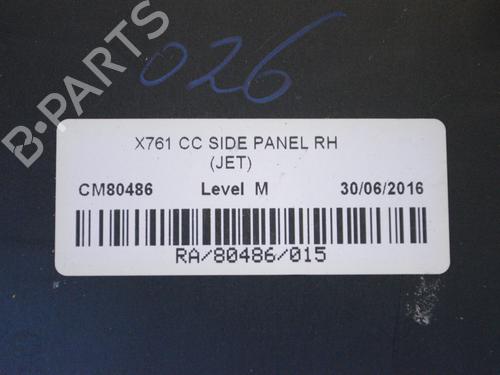 B-PARTS
026
X761 CC SIDE PANEL RH
(JET)
CM80486 Level M 30/06/2016
RA/80486/015